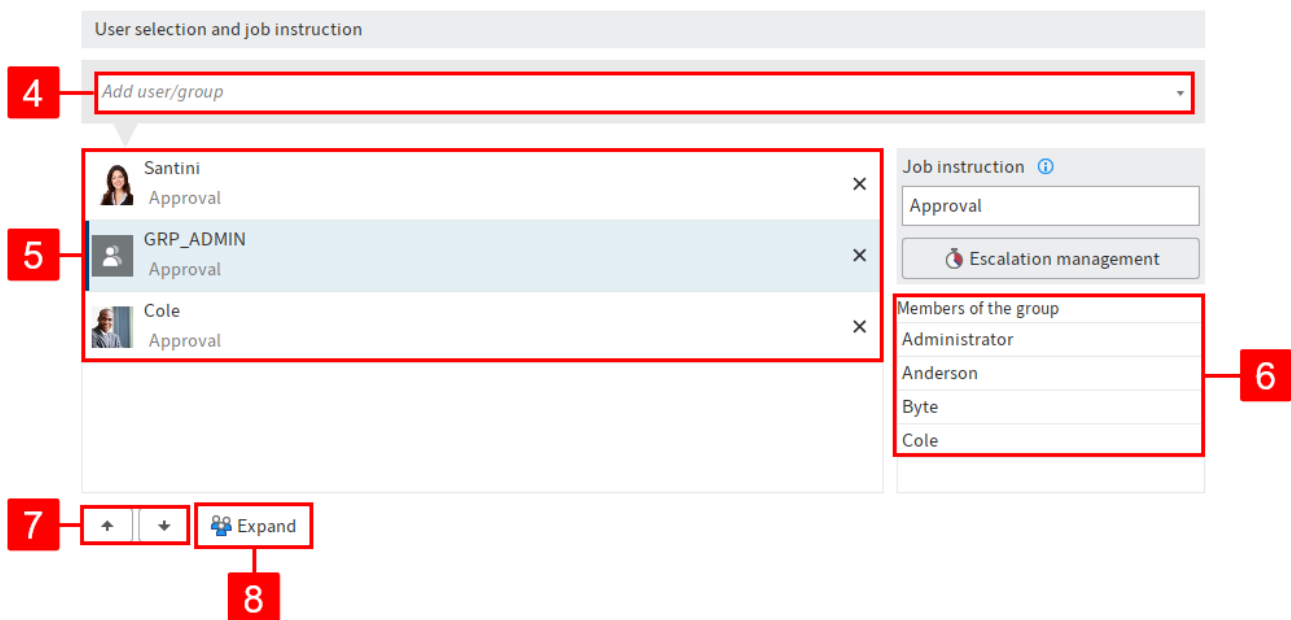 User selection and job instruction
4
Add user/group
Santini
Approval
5
GRP_ADMIN
Approval
Cole
Approval
Job instruction
Approval
Escalation management
Members of the group
Administrator
Anderson
Byte
Cole
6
7
Expand
8